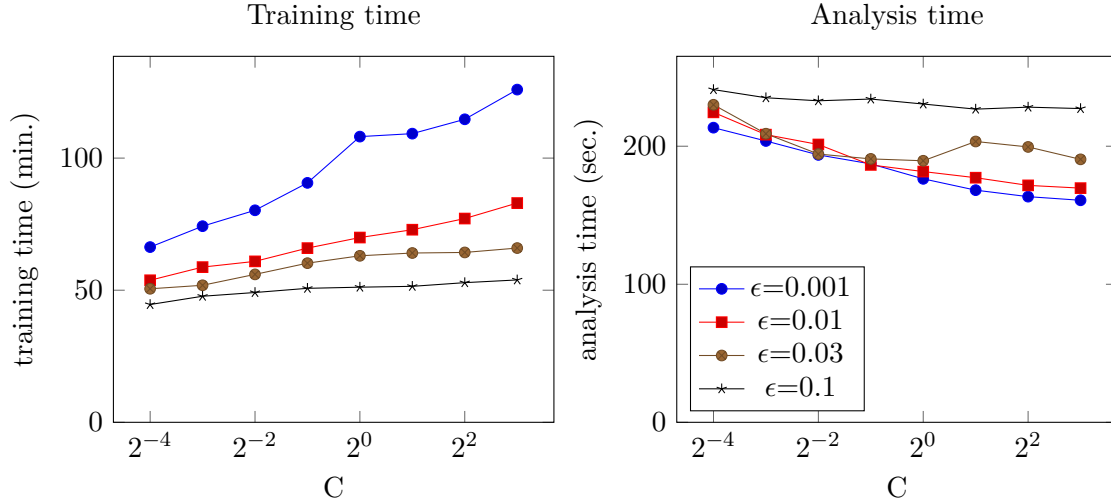 Training time
training time (min.)
100
50
0
2^{-4}
2^{-2}
2^{0}
2^{2}
C
Analysis time
analysis time (sec.)
200
100
0
ϵ=0.001
ϵ=0.01
ϵ=0.03
ϵ=0.1
2^{-4}
2^{-2}
2^{0}
2^{2}
C